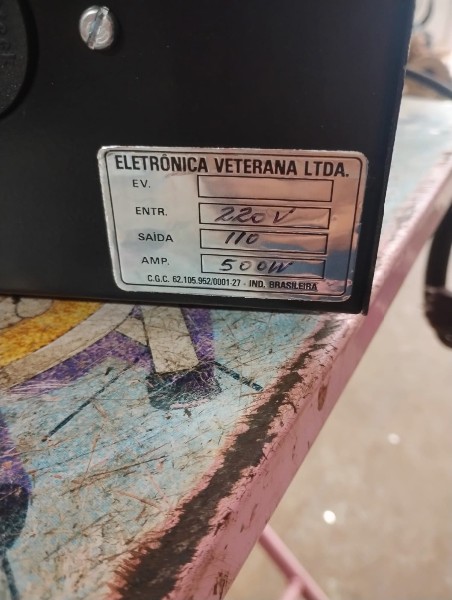 ELETRÔNICA VETERANA LTDA.
EV.
ENTR. 220V
SAÍDA 110
AMP. 500W
C.G.C. 62.105.952/0001-27 - IND. BRASILEIRA